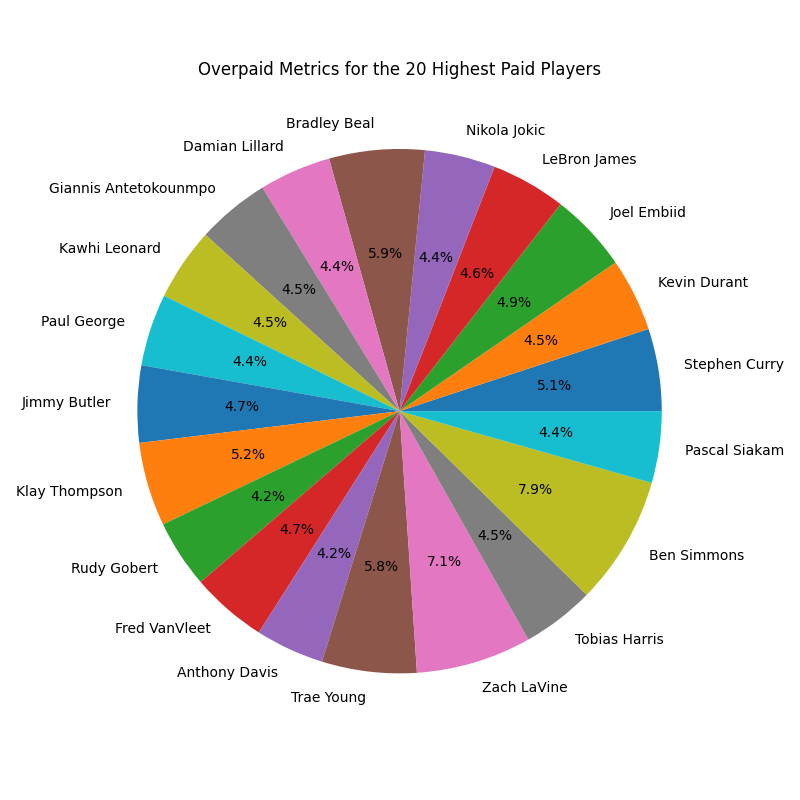 Overpaid Metrics for the 20 Highest Paid Players
Stephen Curry
5.1%
Kevin Durant
4.5%
Joel Embiid
4.9%
LeBron James
4.6%
Nikola Jokic
4.4%
Bradley Beal
5.9%
Damian Lillard
4.4%
Giannis Antetokounmpo
4.5%
Kawhi Leonard
4.5%
Paul George
4.4%
Jimmy Butler
4.7%
Klay Thompson
5.2%
Rudy Gobert
4.2%
Fred VanVleet
4.7%
Anthony Davis
4.2%
Trae Young
5.8%
Zach LaVine
7.1%
Tobias Harris
4.5%
Ben Simmons
7.9%
Pascal Siakam
4.4%